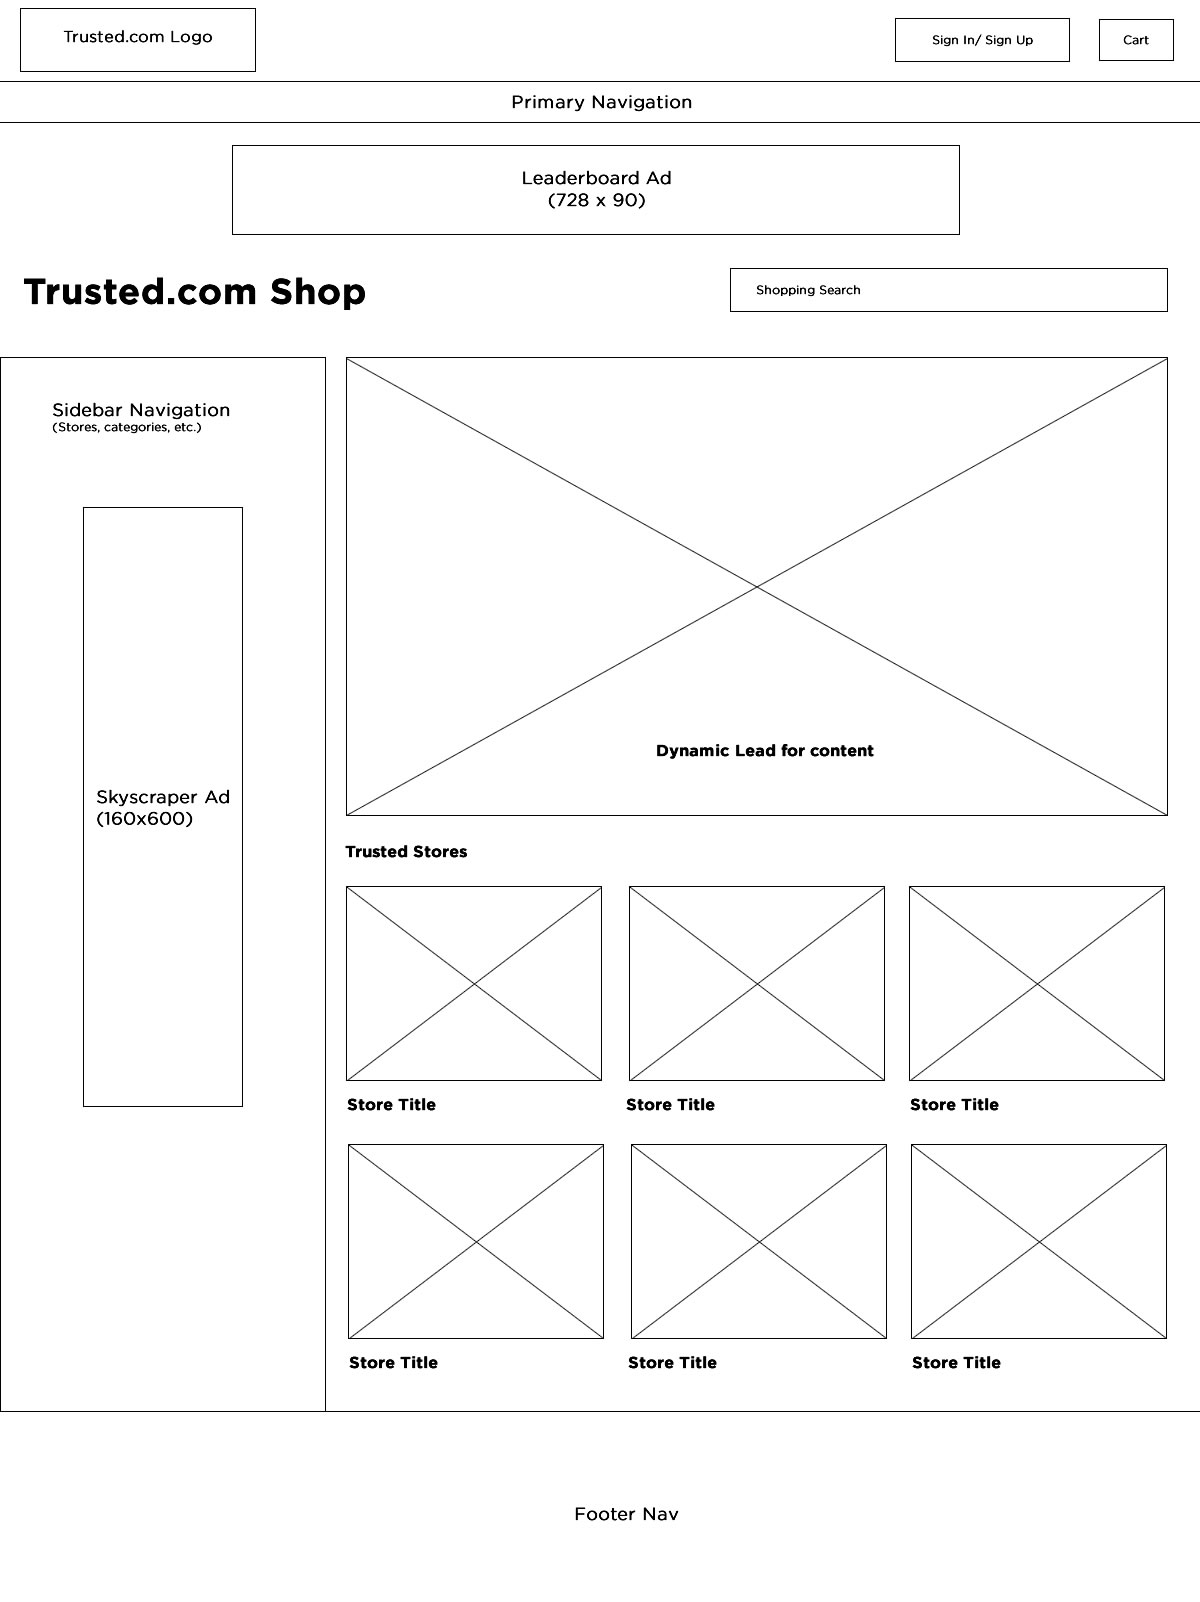 Trusted.com Logo
Sign In/ Sign Up
Cart
Primary Navigation
Leaderboard Ad
(728 x 90)
Trusted.com Shop
Shopping Search
Sidebar Navigation
(Stores, categories, etc.)
Skyscraper Ad
(160x600)
Dynamic Lead for content
Trusted Stores
Store Title
Store Title
Store Title
Store Title
Store Title
Store Title
Footer Nav